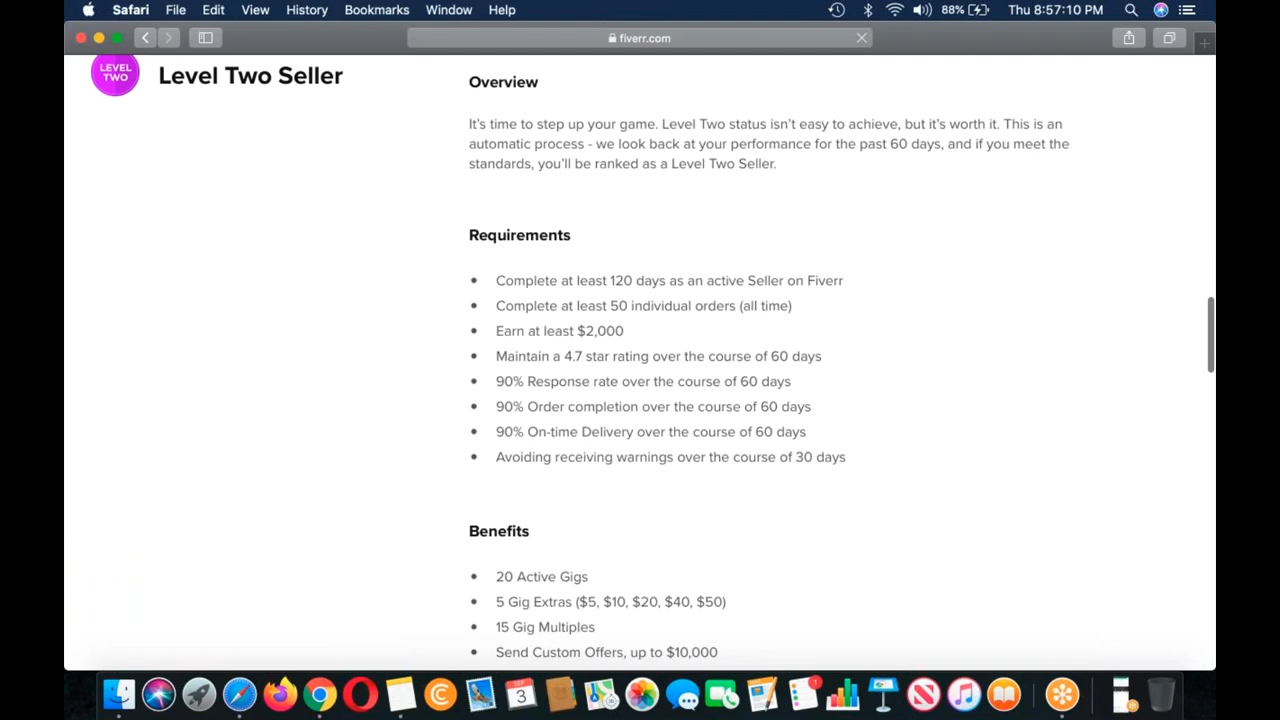 Safari File Edit View History Bookmarks Window Help 88% Thu 8:57:10 PM
fiverr.com
LEVEL
TWO
Level Two Seller
Overview
It's time to step up your game. Level Two status isn't easy to achieve, but it's worth it. This is an
automatic process - we look back at your performance for the past 60 days, and if you meet the
standards, you'll be ranked as a Level Two Seller.
Requirements
• Complete at least 120 days as an active Seller on Fiverr
• Complete at least 50 individual orders (all time)
• Earn at least $2,000
• Maintain a 4.7 star rating over the course of 60 days
• 90% Response rate over the course of 60 days
• 90% Order completion over the course of 60 days
• 90% On-time Delivery over the course of 60 days
• Avoiding receiving warnings over the course of 30 days
Benefits
• 20 Active Gigs
• 5 Gig Extras ($5, $10, $20, $40, $50)
• 15 Gig Multiples
• Send Custom Offers, up to $10,000
3
1